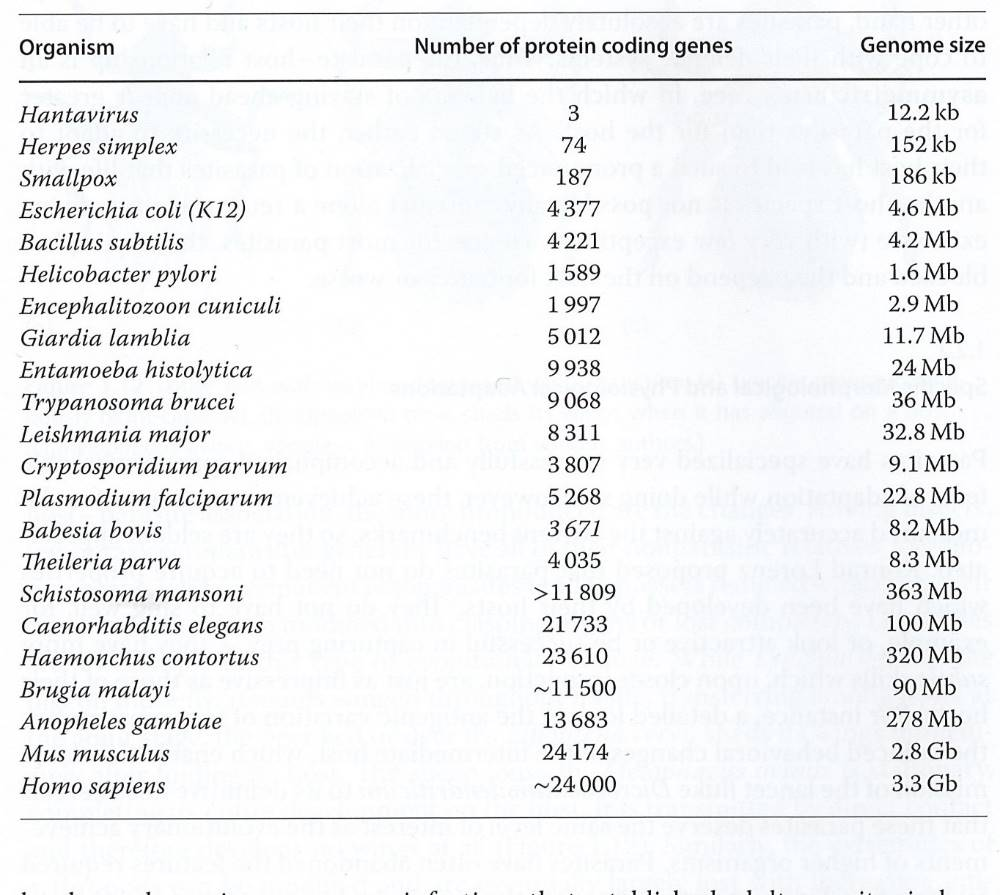 Organism Number of protein coding genes Genome size
Hantavirus 3 12.2 kb
Herpes simplex 74 152 kb
Smallpox 187 186 kb
Escherichia coli (K12) 4 377 4.6 Mb
Bacillus subtilis 4 221 4.2 Mb
Helicobacter pylori 1 589 1.6 Mb
Encephalitozoon cuniculi 1 997 2.9 Mb
Giardia lamblia 5 012 11.7 Mb
Entamoeba histolytica 9 938 24 Mb
Trypanosoma brucei 9 068 36 Mb
Leishmania major 8 311 32.8 Mb
Cryptosporidium parvum 3 807 9.1 Mb
Plasmodium falciparum 5 268 22.8 Mb
Babesia bovis 3 671 8.2 Mb
Theileria parva 4 035 8.3 Mb
Schistosoma mansoni >11 809 363 Mb
Caenorhabditis elegans 21 733 100 Mb
Haemonchus contortus 23 610 320 Mb
Brugia malayi ~11 500 90 Mb
Anopheles gambiae 13 683 278 Mb
Mus musculus 24 174 2.8 Gb
Homo sapiens ~24 000 3.3 Gb